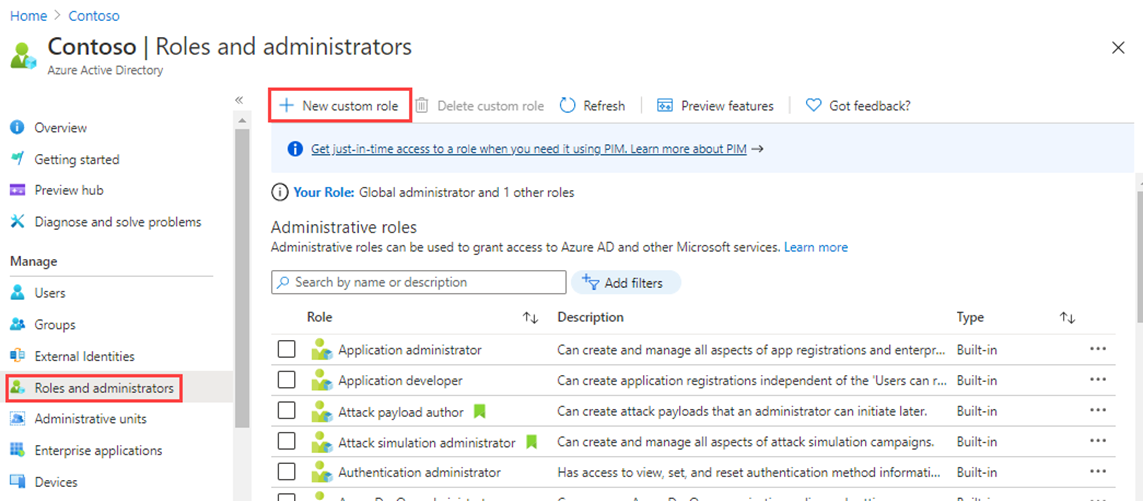 Home > Contoso
Contoso | Roles and administrators
Azure Active Directory
«
Overview
Getting started
Preview hub
Diagnose and solve problems
Manage
Users
Groups
External Identities
Roles and administrators
Administrative units
Enterprise applications
Devices
+ New custom role Delete custom role Refresh Preview features Got feedback?
Get just-in-time access to a role when you need it using PIM. Learn more about PIM →
Your Role: Global administrator and 1 other roles
Administrative roles
Administrative roles can be used to grant access to Azure AD and other Microsoft services. Learn more
Search by name or description Add filters
Role ↑↓ Description Type ↑↓
Application administrator Can create and manage all aspects of app registrations and enterpr... Built-in ...
Application developer Can create application registrations independent of the 'Users can r... Built-in ...
Attack payload author Can create attack payloads that an administrator can initiate later. Built-in ...
Attack simulation administrator Can create and manage all aspects of attack simulation campaigns. Built-in ...
Authentication administrator Has access to view, set, and reset authentication method informati... Built-in ...